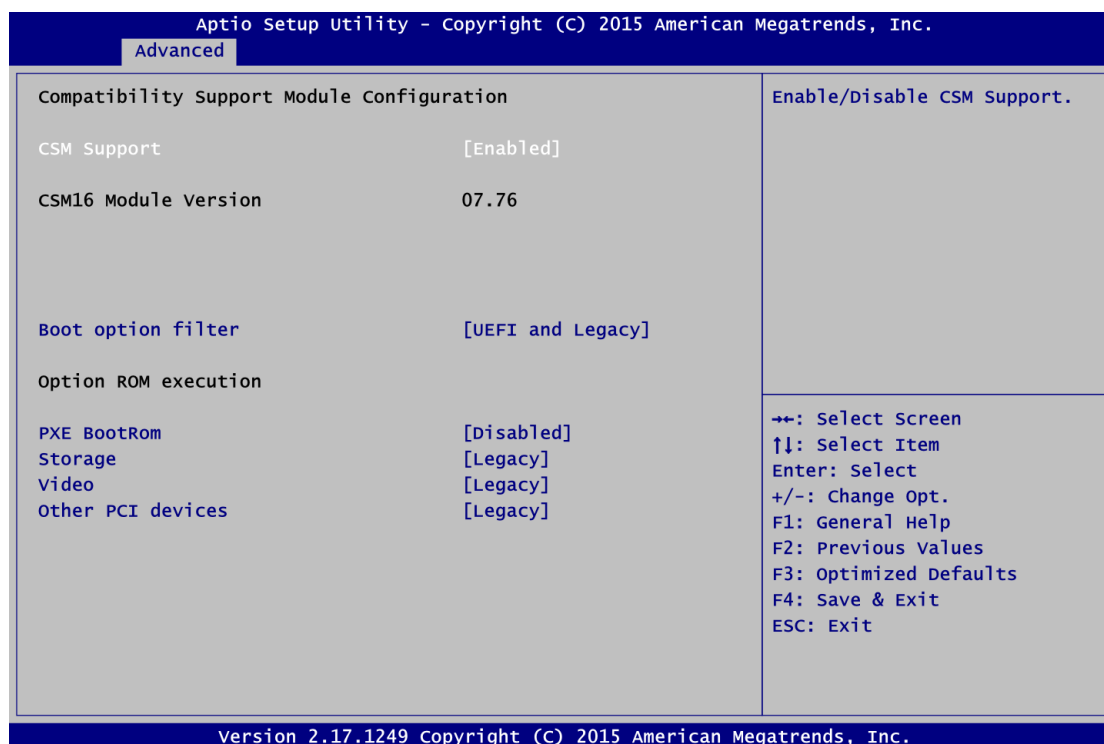 Aptio Setup Utility - Copyright (C) 2015 American Megatrends, Inc.
Advanced
Compatibility Support Module Configuration
CSM Support [Enabled]
CSM16 Module Version 07.76
Boot option filter [UEFI and Legacy]
Option ROM execution
PXE BootRom [Disabled]
Storage [Legacy]
Video [Legacy]
Other PCI devices [Legacy]
Enable/Disable CSM Support.
→←: Select Screen
↑↓: Select Item
Enter: Select
+/-: Change Opt.
F1: General Help
F2: Previous Values
F3: Optimized Defaults
F4: Save & Exit
ESC: Exit
Version 2.17.1249 Copyright (C) 2015 American Megatrends, Inc.